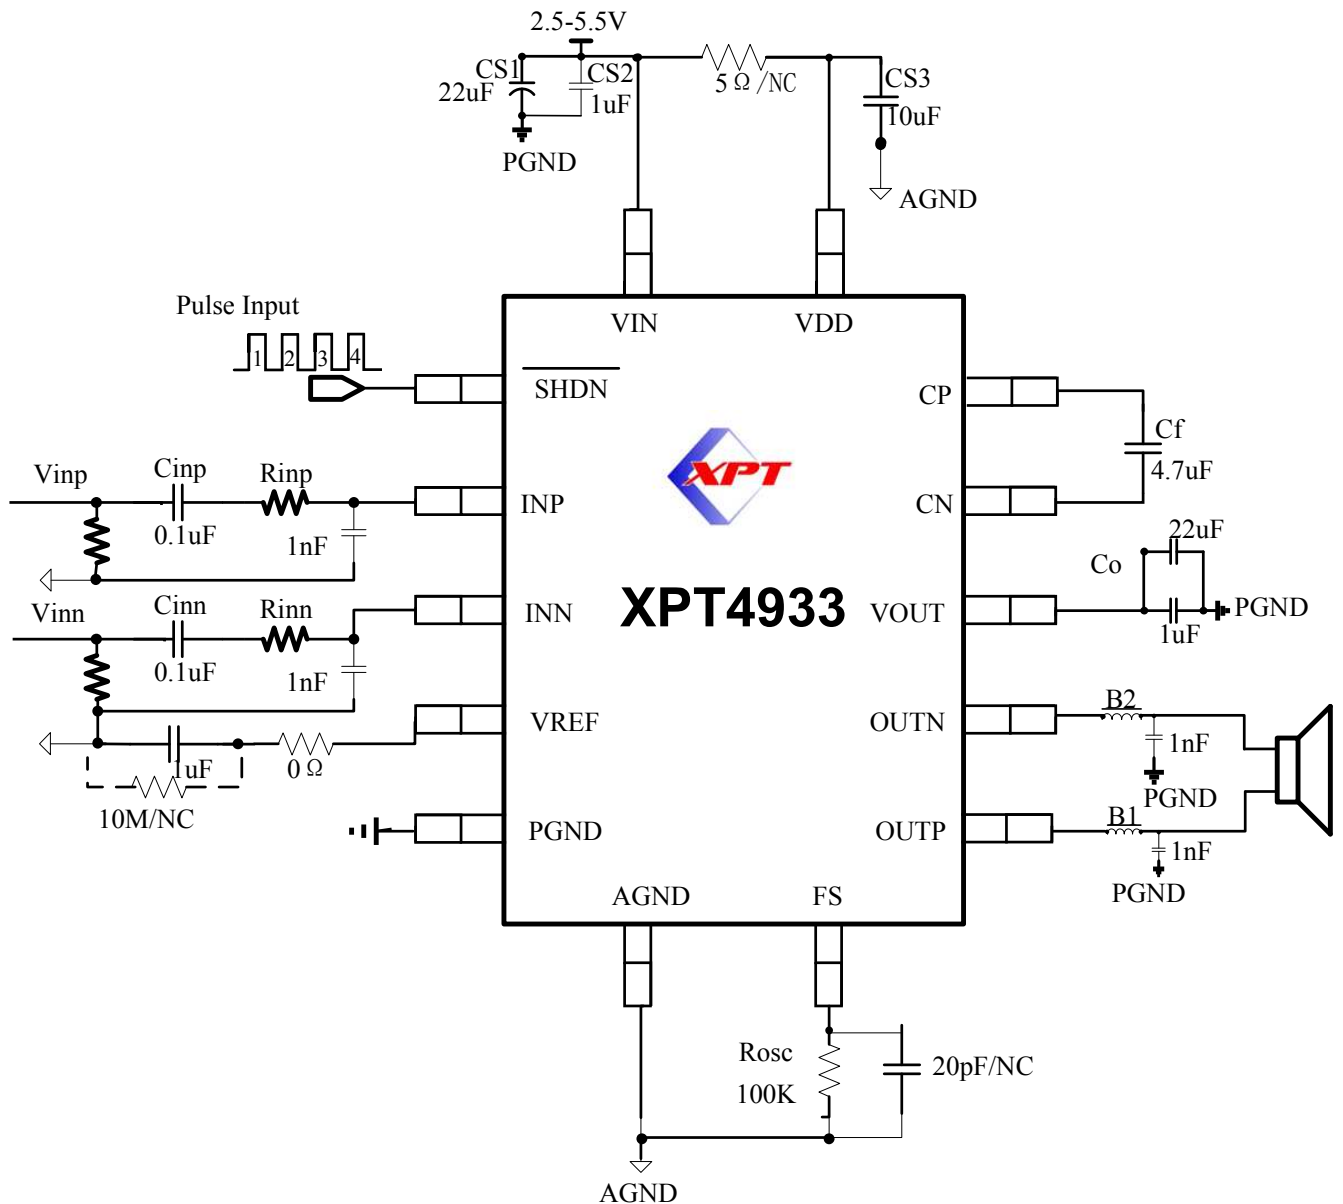 2.5-5.5V
CS1
22uF
CS2
1uF
5Ω/NC
CS3
10uF
PGND
AGND
Pulse Input
1 2 3 4
VIN
VDD
SHDN
CP
Cf
4.7uF
XPT
Vinp
Cinp
Rinp
0.1uF
1nF
INP
CN
22uF
Co
1uF
PGND
Vinn
Cinn
Rinn
0.1uF
1nF
INN
XPT4933
VOUT
VREF
1uF
0Ω
10M/NC
OUTN
B2
1nF
PGND
PGND
OUTP
B1
1nF
PGND
AGND
FS
Rosc
100K
20pF/NC
AGND